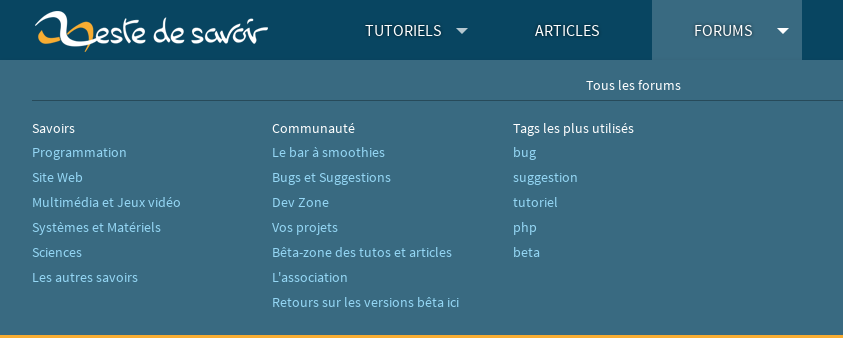 Zeste de savoir
TUTORIELS
ARTICLES
FORUMS
Tous les forums
Savoirs
Programmation
Site Web
Multimédia et Jeux vidéo
Systèmes et Matériels
Sciences
Les autres savoirs
Communauté
Le bar à smoothies
Bugs et Suggestions
Dev Zone
Vos projets
Bêta-zone des tutos et articles
L'association
Retours sur les versions bêta ici
Tags les plus utilisés
bug
suggestion
tutoriel
php
beta